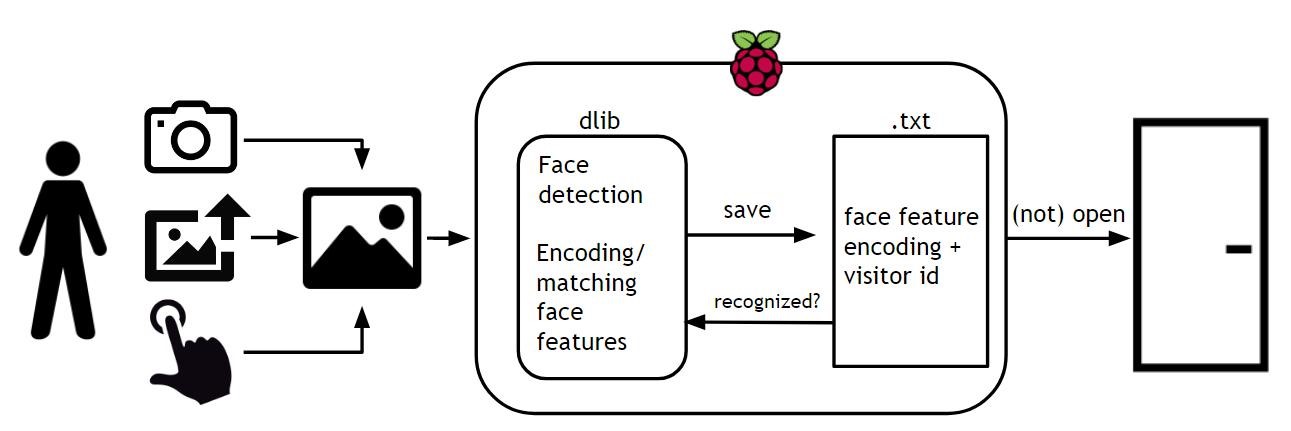 dlib
Face
detection
Encoding/
matching
face
features
save
recognized?
.txt
face feature
encoding +
visitor id
(not) open